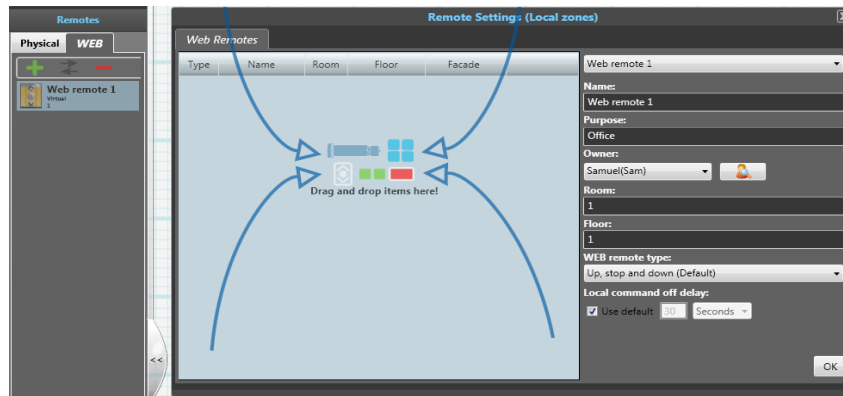 Remotes
Physical WEB
Web remote 1
Virtual
1
Remote Settings (Local zones)
Web Remotes
Type Name Room Floor Facade
Drag and drop items here!
<<
Web remote 1
Name:
Web remote 1
Purpose:
Office
Owner:
Samuel(Sam)
Room:
1
Floor:
1
WEB remote type:
Up, stop and down (Default)
Local command off delay:
Use default 30 Seconds
OK